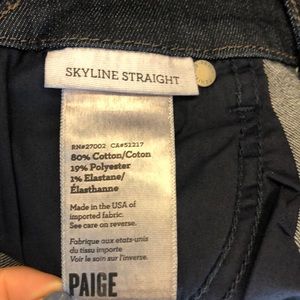 SKYLINE STRAIGHT
RN#27002 CA#51217
80% Cotton/Coton
19% Polyester
1% Elastane/
Élasthanne
Made in the USA of
imported fabric.
See care on reverse.
Fabrique aux etats-unis
du tissu importe
Voir le soin sur l'inverse.
PAIGE